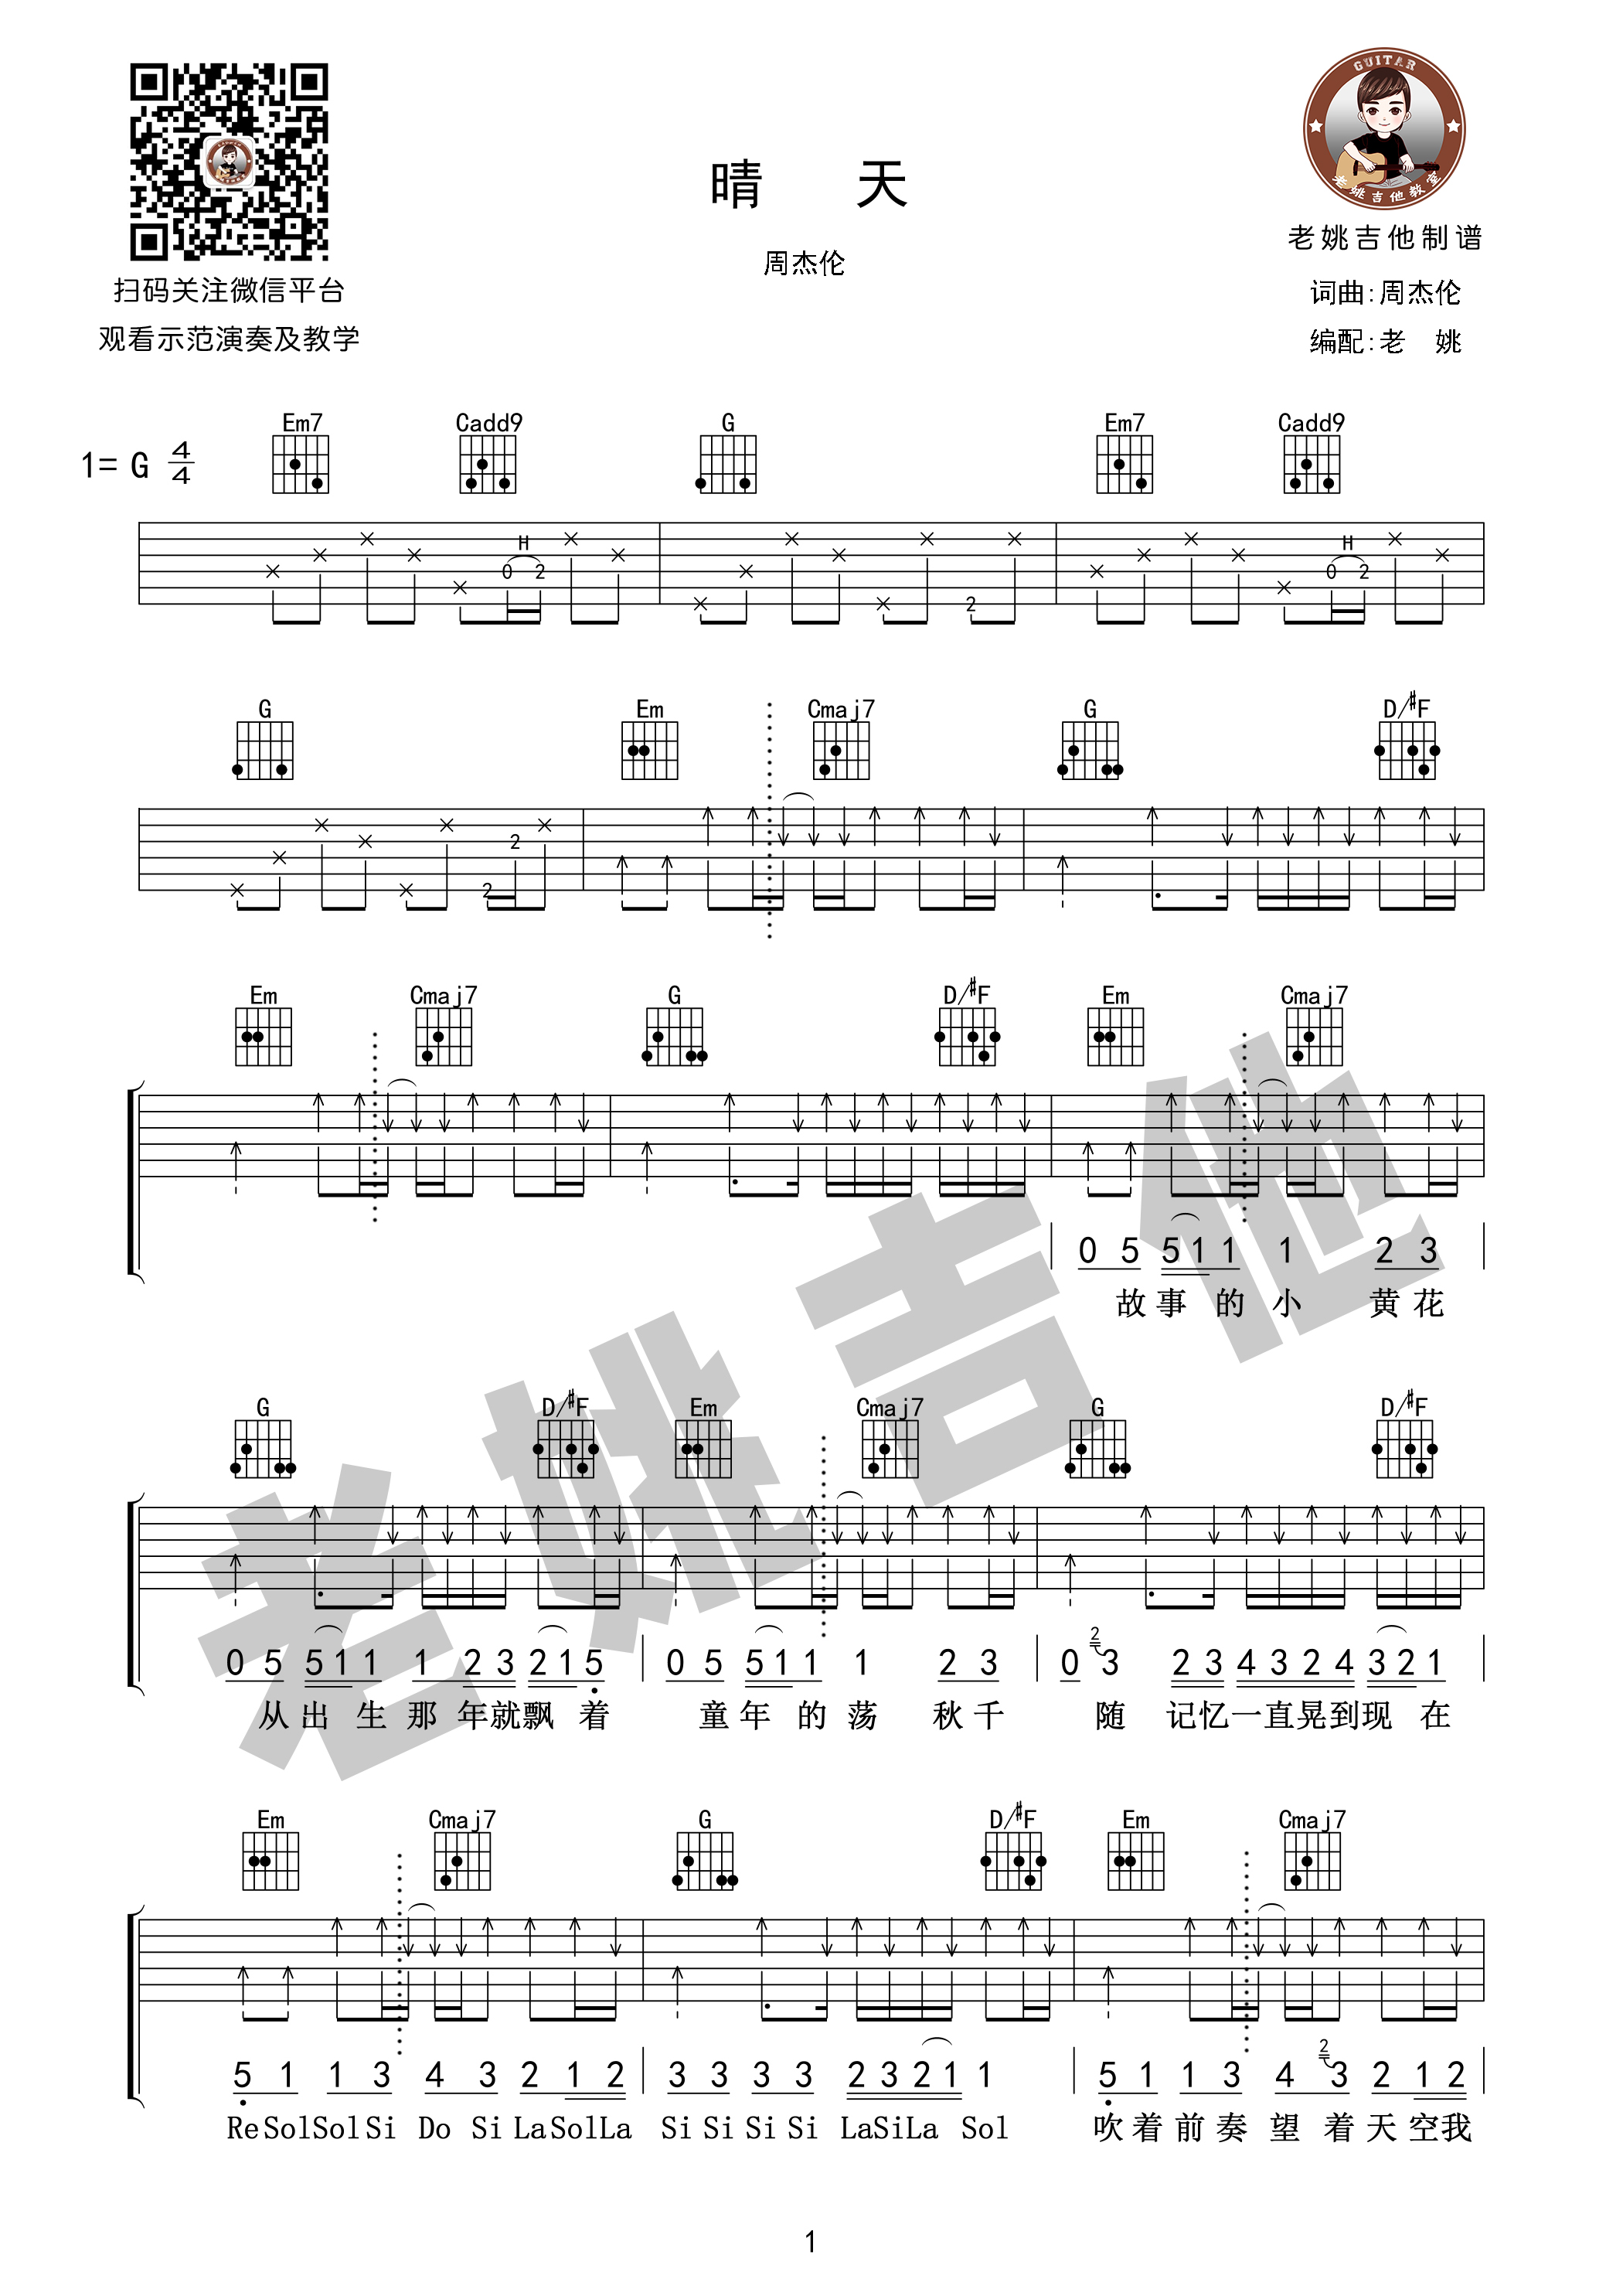 晴 天
周杰伦
扫码关注微信平台
观看示范演奏及教学
GUITAR
老姚吉他教室
老姚吉他制谱
词曲:周杰伦
编配:老 姚
1= G 4/4
Em7 Cadd9 G Em7 Cadd9
H H
0 2 2 0 2
G Em Cmaj7 G D/#F
2 2
Em Cmaj7 G D/#F Em Cmaj7
0 5 5 1 1 1 2 3
故事 的 小 黄花
G D/#F Em Cmaj7 G D/#F
0 5 5 1 1 1 2 3 2 1 5 0 5 5 1 1 1 2 3 0 2 3 2 3 4 3 2 4 3 2 1
从出 生 那 年就飘 着 童年 的 荡 秋千 随 记忆一直晃到现 在
Em Cmaj7 G D/#F Em Cmaj7
5 1 1 3 4 3 2 1 2 3 3 3 3 2 3 2 1 1 5 1 1 3 4 2 3 2 1 2
Re Sol Sol Si Do Si La Sol La Si Si Si Si La Si La Sol 吹着前奏 望 着天空我
老姚吉他
1